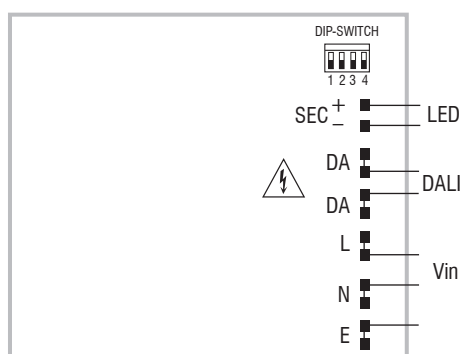 DIP-SWITCH
1 2 3 4
SEC + LED
−
DA
DALI
DA
L
Vin
N
E